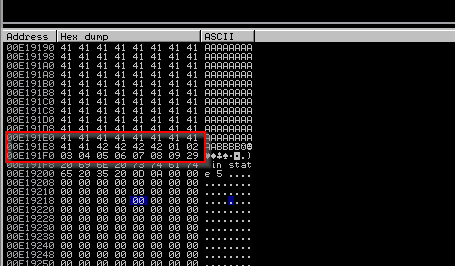 Address Hex dump ASCII
00E19190 41 41 41 41 41 41 41 41 AAAAAAAA
00E19198 41 41 41 41 41 41 41 41 AAAAAAAA
00E191A0 41 41 41 41 41 41 41 41 AAAAAAAA
00E191A8 41 41 41 41 41 41 41 41 AAAAAAAA
00E191B0 41 41 41 41 41 41 41 41 AAAAAAAA
00E191B8 41 41 41 41 41 41 41 41 AAAAAAAA
00E191C0 41 41 41 41 41 41 41 41 AAAAAAAA
00E191C8 41 41 41 41 41 41 41 41 AAAAAAAA
00E191D0 41 41 41 41 41 41 41 41 AAAAAAAA
00E191D8 41 41 41 41 41 41 41 41 AAAAAAAA
00E191E0 41 41 41 41 41 41 41 41 AAAAAAAA
00E191E8 41 41 42 42 42 42 01 02 AABBBB☺☻
00E191F0 03 04 05 06 07 08 09 29 ♥♦♣♠•◘.)
00E191F8 20 69 6E 20 73 74 61 74 in stat
00E19200 65 20 35 20 0D 0A 00 00 e 5 ....
00E19208 00 00 00 00 00 00 00 00 ........
00E19210 00 00 00 00 00 00 00 00 ........
00E19218 00 00 00 00 00 00 00 00 ........
00E19220 00 00 00 00 00 00 00 00 ........
00E19228 00 00 00 00 00 00 00 00 ........
00E19230 00 00 00 00 00 00 00 00 ........
00E19238 00 00 00 00 00 00 00 00 ........
00E19240 00 00 00 00 00 00 00 00 ........
00E19248 00 00 00 00 00 00 00 00 ........
00E19250 00 00 00 00 00 00 00 00 ........